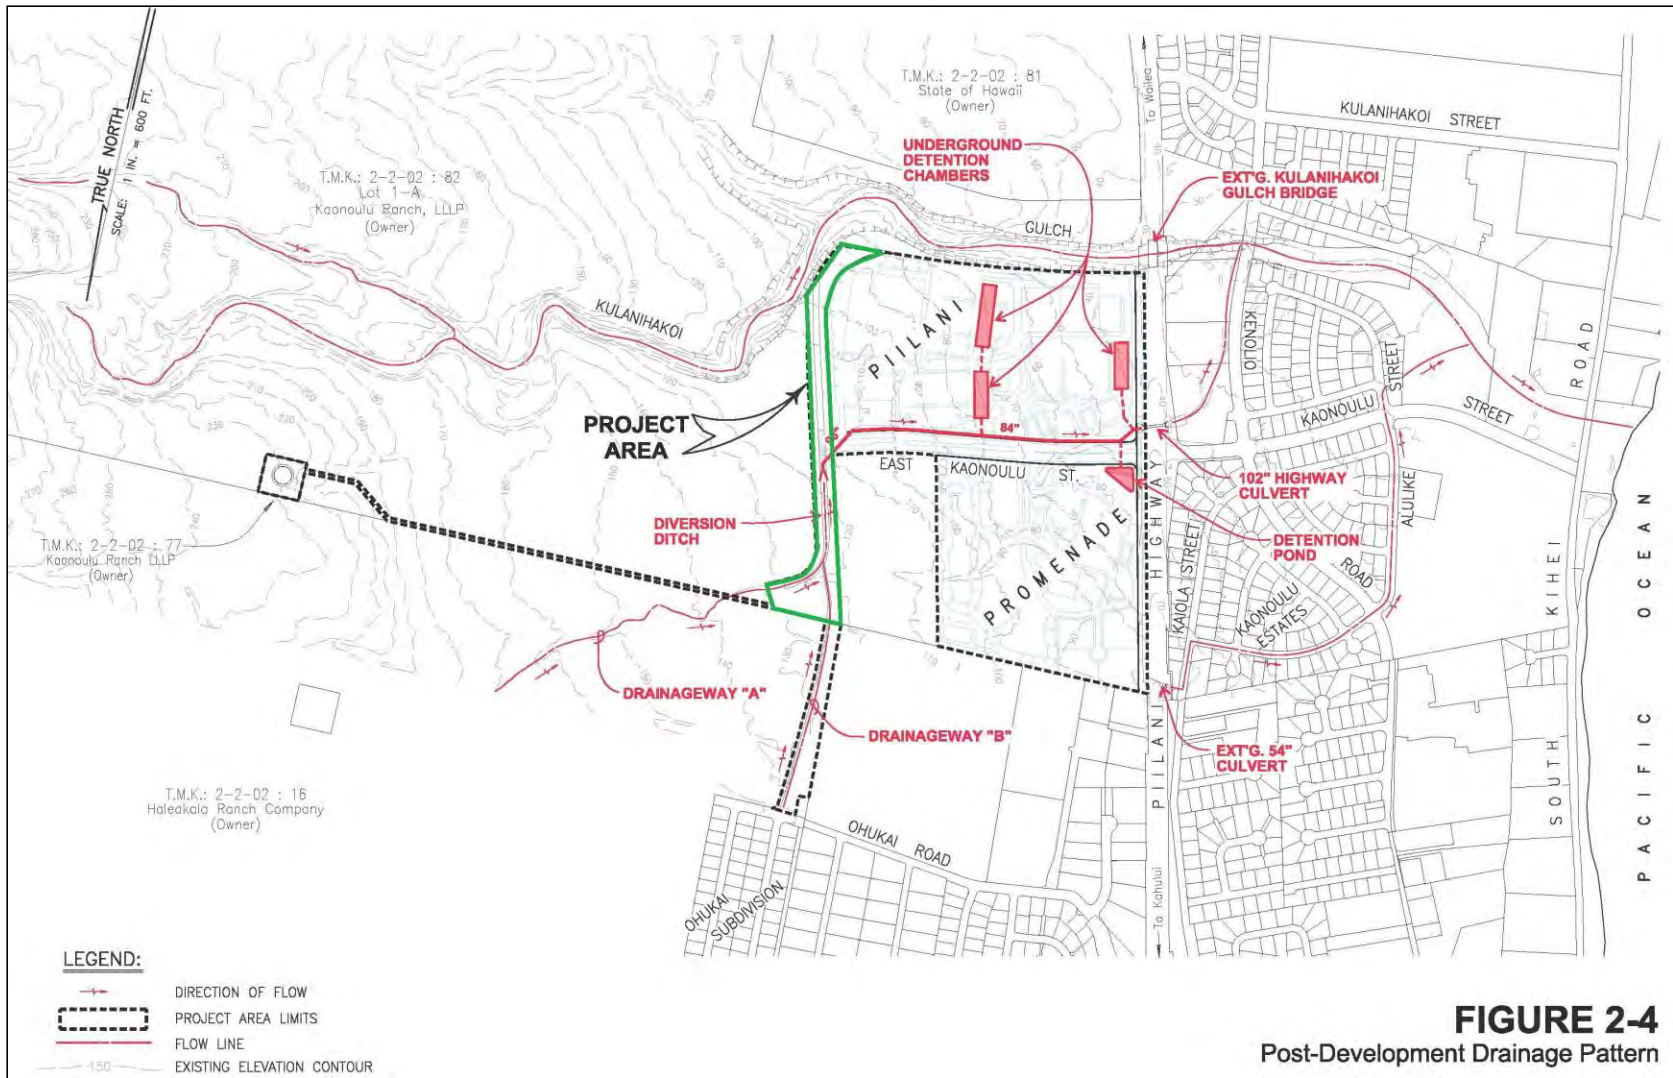 TRUE NORTH
SCALE: 1 IN. = 600 FT.
T.M.K.: 2-2-02 : 82
Lot 1-A
Kaonoulu Ranch, LLLP
(Owner)
T.M.K.: 2-2-02 : 81
State of Hawaii
(Owner)
UNDERGROUND
DETENTION
CHAMBERS
To Wailea
KULANIHAKOI STREET
EXT'G. KULANIHAKOI
GULCH BRIDGE
GULCH
KULANIHAKOI
PIILANI
KENOLIO
STREET
ROAD
PROJECT
AREA
84"
KAONOULU
STREET
EAST KAONOULU ST.
102" HIGHWAY
CULVERT
ALULIKE
DIVERSION
DITCH
DETENTION
POND
T.M.K.: 2-2-02 : 77
Kaonoulu Ranch LLLP
(Owner)
PROMENADE
HIGHWAY
KAIOLA STREET
KAONOULU
ESTATES
ROAD
KIHEI
OCEAN
DRAINAGEWAY "A"
DRAINAGEWAY "B"
EXT'G. 54"
CULVERT
PIILANI
SOUTH
PACIFIC
T.M.K.: 2-2-02 : 16
Haleakala Ranch Company
(Owner)
OHUKAI ROAD
OHUKAI
SUBDIVISION
To Kahului
LEGEND:
DIRECTION OF FLOW
PROJECT AREA LIMITS
FLOW LINE
150 EXISTING ELEVATION CONTOUR
FIGURE 2-4
Post-Development Drainage Pattern